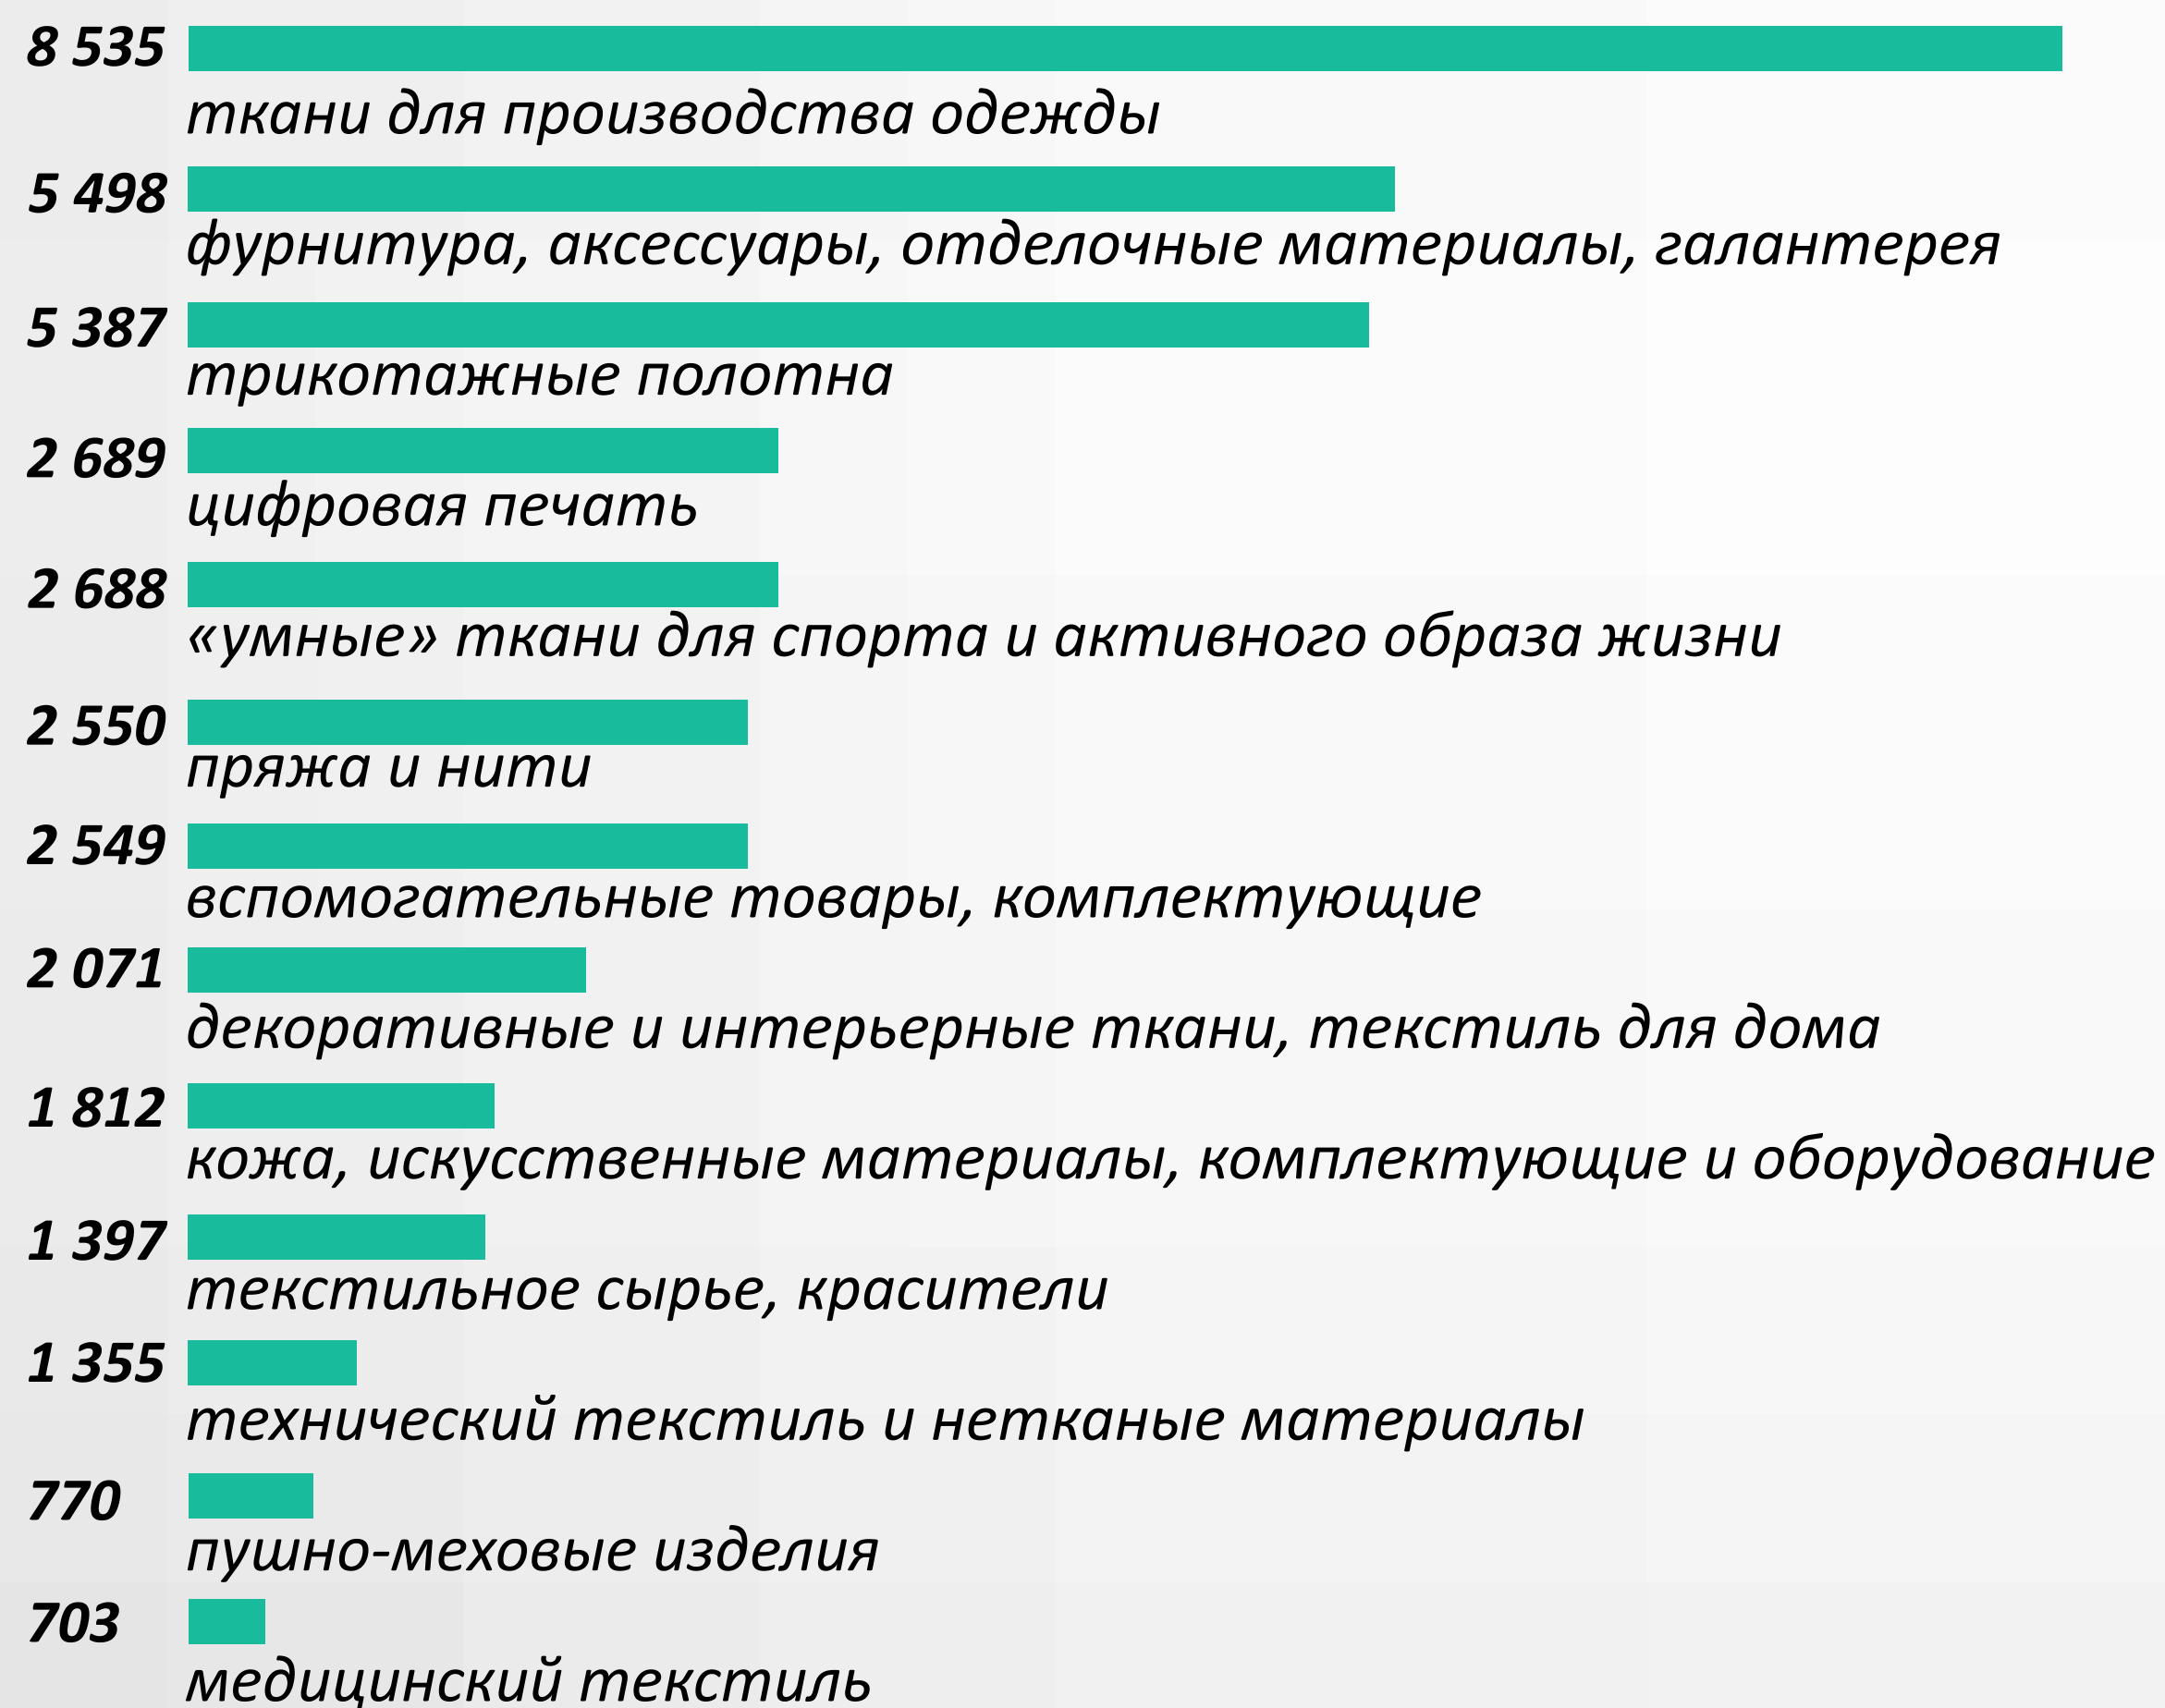 8 535
ткани для производства одежды
5 498
фурнитура, аксессуары, отделочные материалы, галантерея
5 387
трикотажные полотна
2 689
цифровая печать
2 688
«умные» ткани для спорта и активного образа жизни
2 550
пряжа и нити
2 549
вспомогательные товары, комплектующие
2 071
декоративные и интерьерные ткани, текстиль для дома
1 812
кожа, искусственные материалы, комплектующие и оборудование
1 397
текстильное сырье, красители
1 355
технический текстиль и нетканые материалы
770
пушно-меховые изделия
703
медицинский текстиль